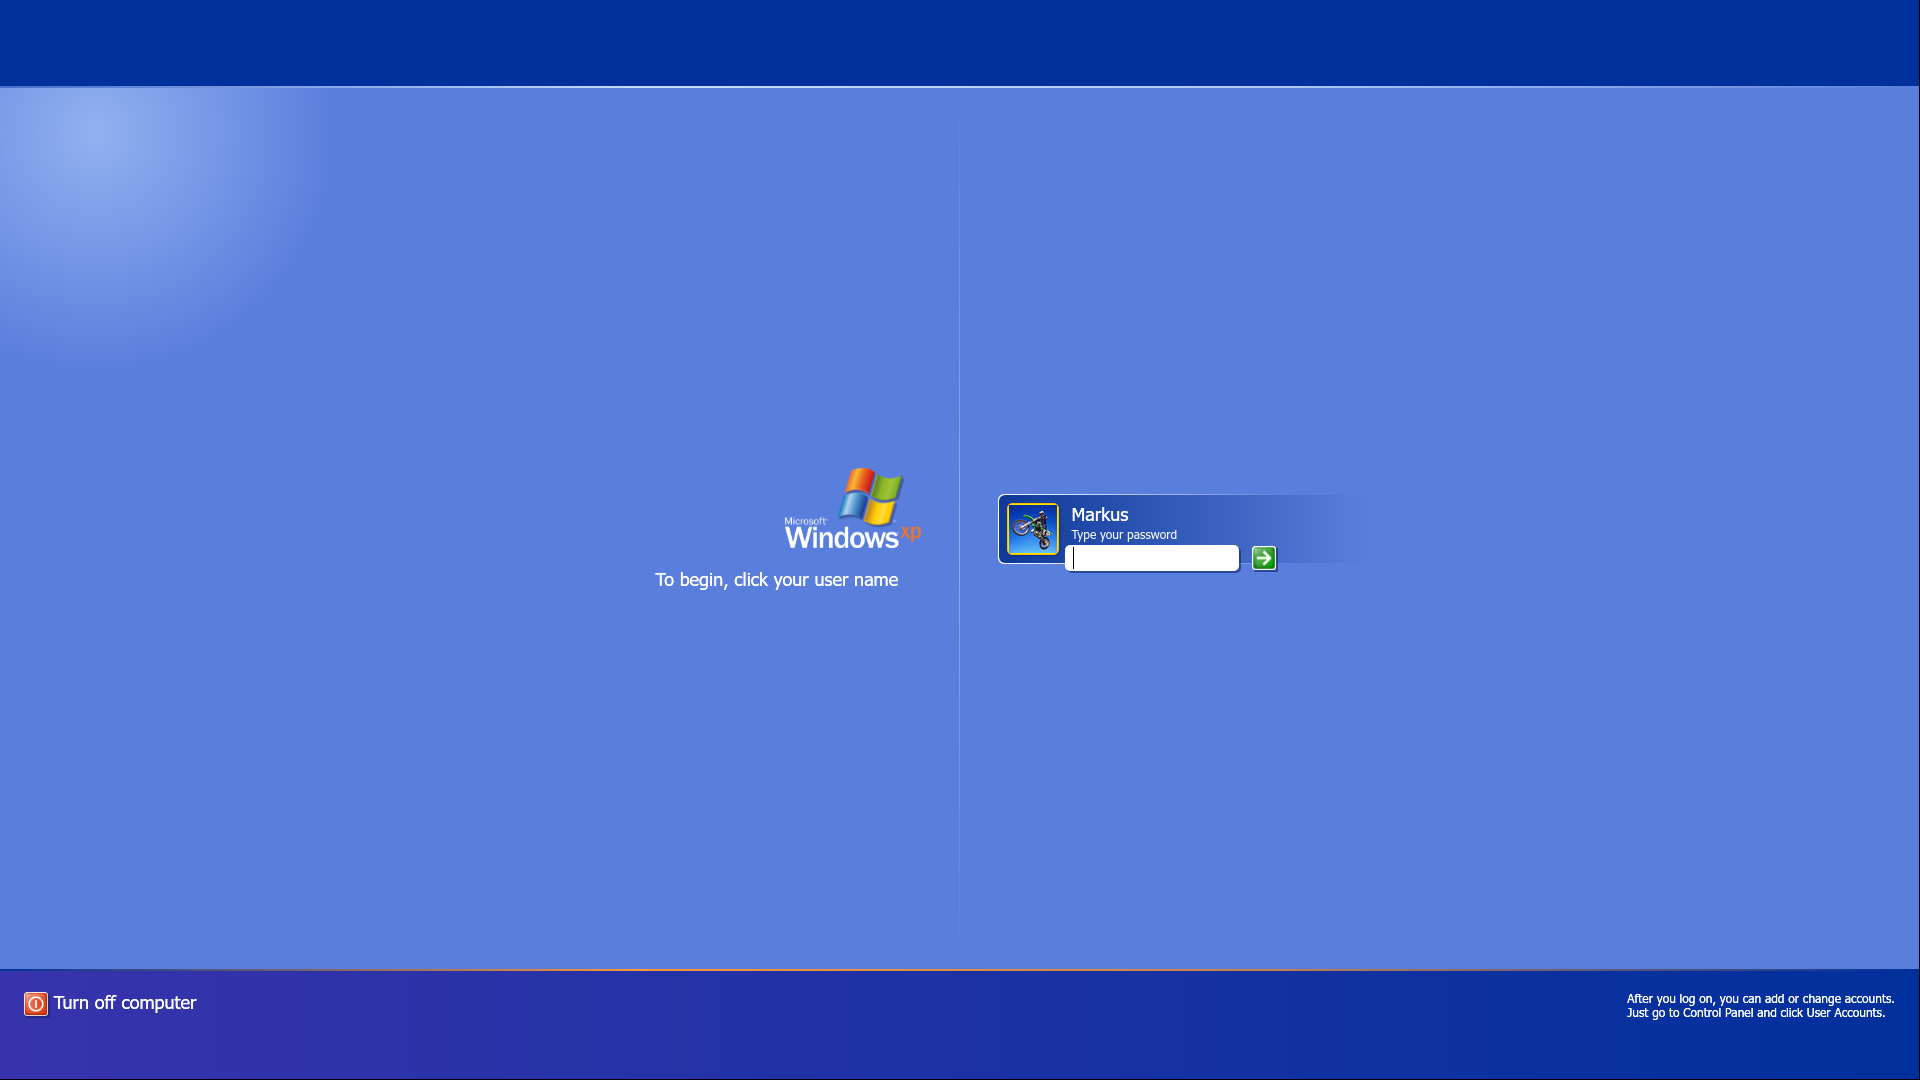 Microsoft
Windows xp
To begin, click your user name
Markus
Type your password
Turn off computer
After you log on, you can add or change accounts.
Just go to Control Panel and click User Accounts.